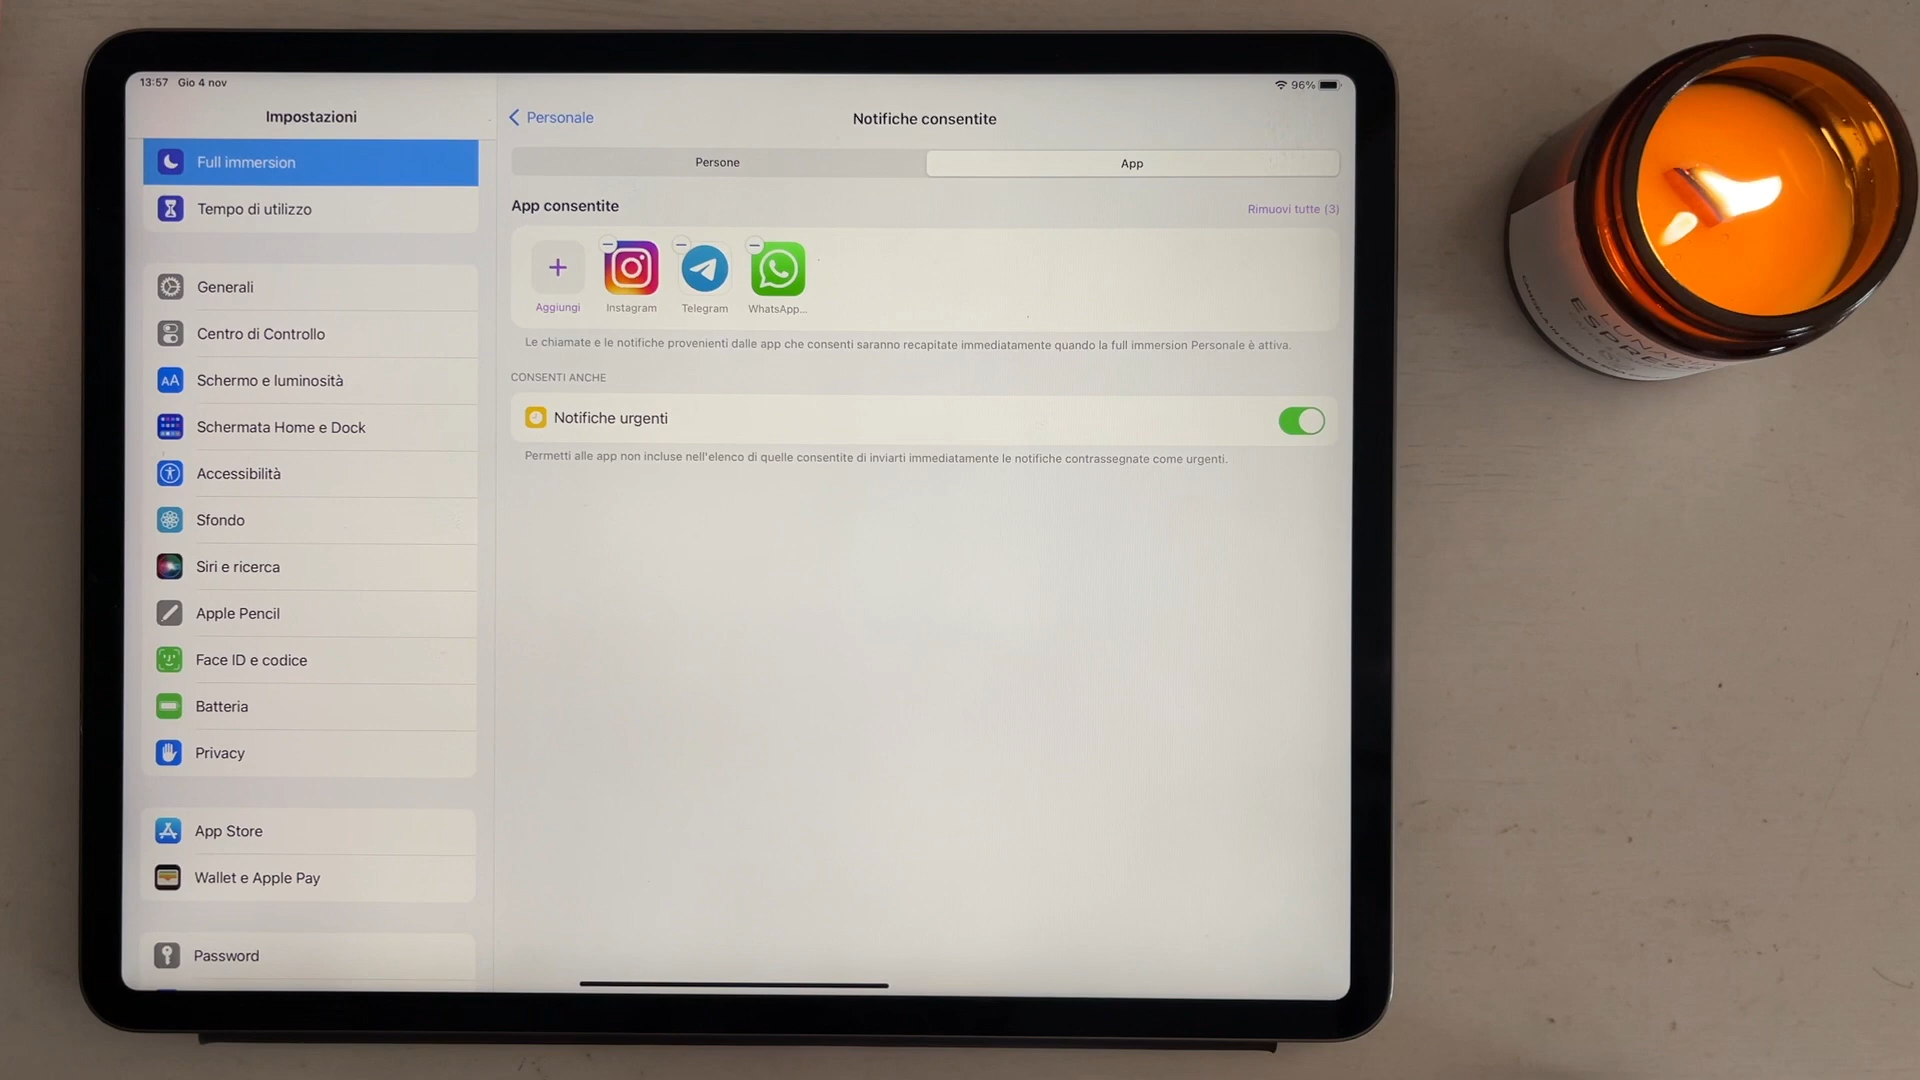 13:57 Gio 4 nov
96%
Impostazioni
Full immersion
Tempo di utilizzo
Generali
Centro di Controllo
Schermo e luminosità
Schermata Home e Dock
Accessibilità
Sfondo
Siri e ricerca
Apple Pencil
Face ID e codice
Batteria
Privacy
App Store
Wallet e Apple Pay
Password
Personale
Notifiche consentite
Persone
App
App consentite
Rimuovi tutte (3)
Aggiungi
Instagram
Telegram
WhatsApp...
Le chiamate e le notifiche provenienti dalle app che consenti saranno recapitate immediatamente quando la full immersion Personale è attiva.
CONSENTI ANCHE
Notifiche urgenti
Permetti alle app non incluse nell'elenco di quelle consentite di inviarti immediatamente le notifiche contrassegnate come urgenti.